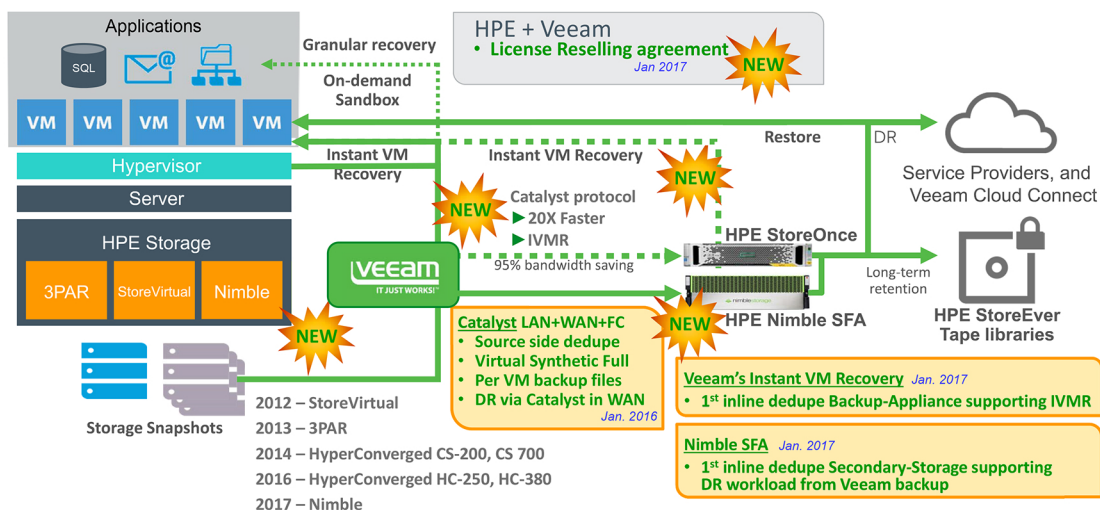 Applications
SQL
VM VM VM VM VM
Hypervisor
Server
HPE Storage
3PAR
StoreVirtual
Nimble
NEW
Storage Snapshots
2012 – StoreVirtual
2013 – 3PAR
2014 – HyperConverged CS-200, CS 700
2016 – HyperConverged HC-250, HC-380
2017 – Nimble
Granular recovery
On-demand
Sandbox
Instant VM
Recovery
HPE + Veeam
• License Reselling agreement
Jan 2017
NEW
Restore
DR
Instant VM Recovery
NEW
NEW
Catalyst protocol
▶ 20X Faster
▶ IVMR
95% bandwidth saving
veeam
IT JUST WORKS!™
HPE StoreOnce
nimblestorage
HPE Nimble SFA
NEW
Service Providers, and
Veeam Cloud Connect
Long-term
retention
HPE StoreEver
Tape libraries
Catalyst LAN+WAN+FC
• Source side dedupe
• Virtual Synthetic Full
• Per VM backup files
• DR via Catalyst in WAN
Jan 2016
Veeam's Instant VM Recovery Jan. 2017
• 1st inline dedupe Backup-Appliance supporting IVMR
Nimble SFA Jan. 2017
• 1st inline dedupe Secondary-Storage supporting
DR workload from Veeam backup